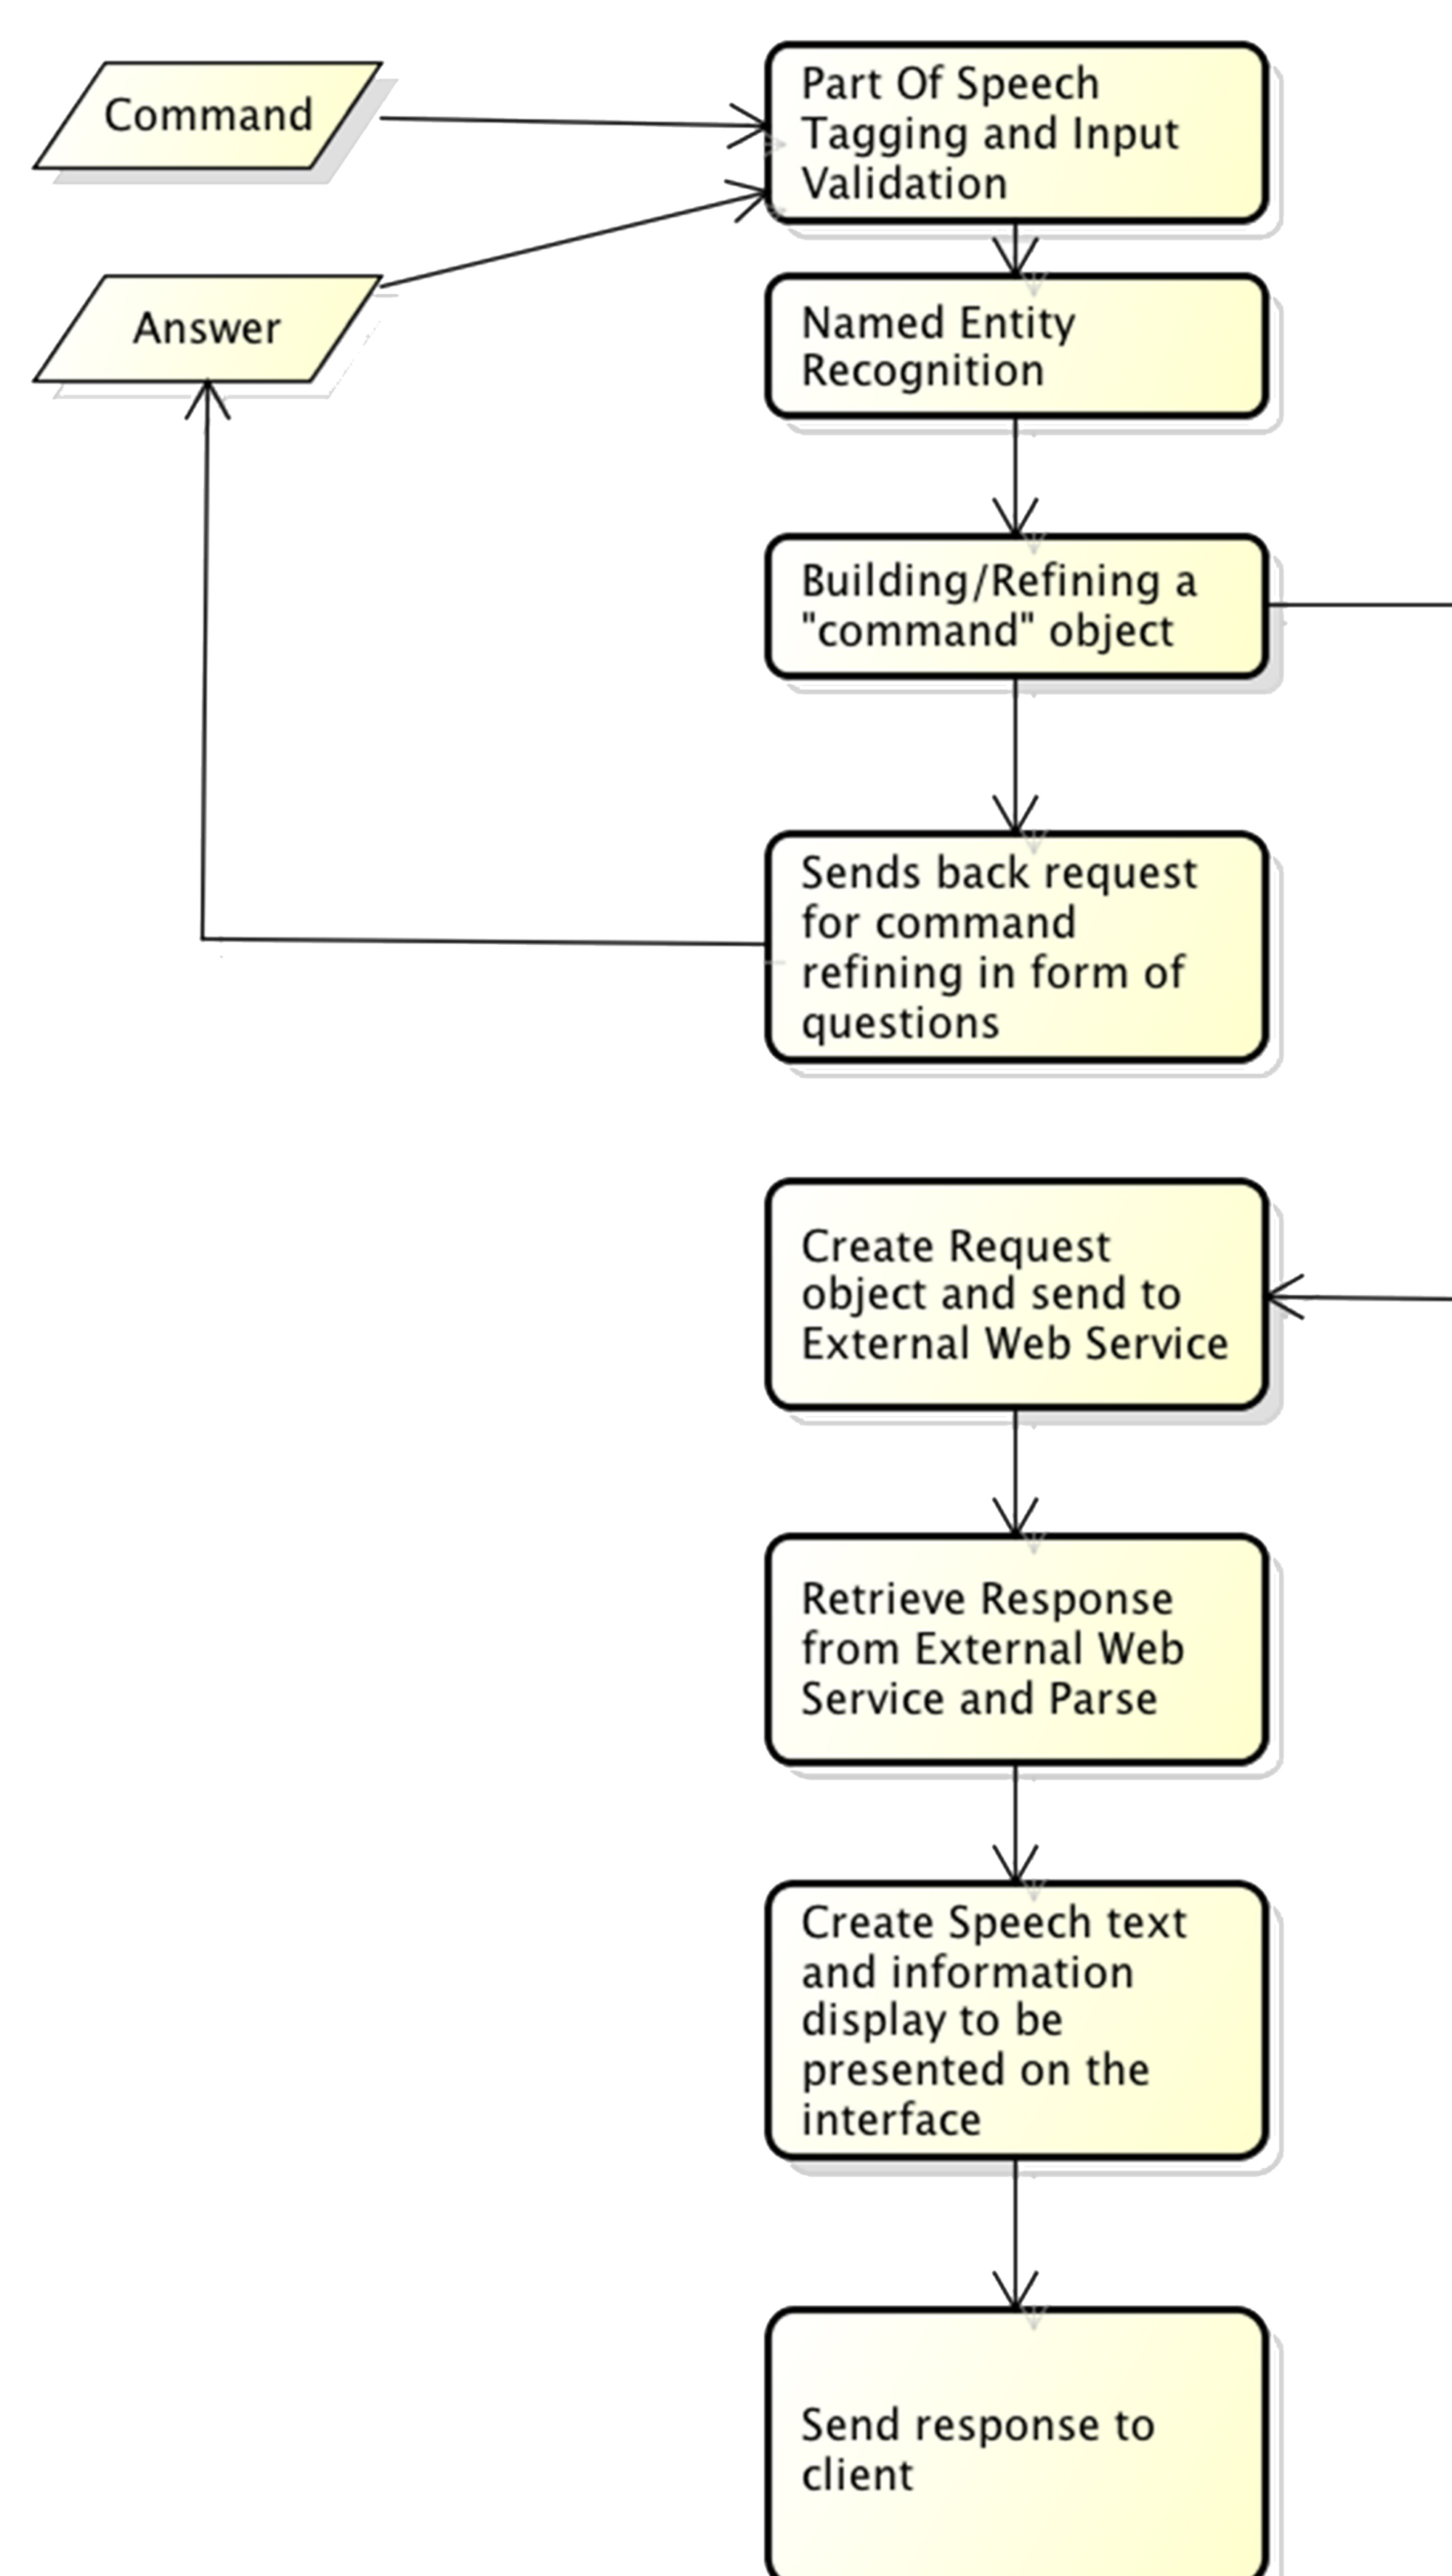 Command
Part Of Speech
Tagging and Input
Validation
Answer
Named Entity
Recognition
Building/Refining a
"command" object
Sends back request
for command
refining in form of
questions
Create Request
object and send to
External Web Service
Retrieve Response
from External Web
Service and Parse
Create Speech text
and information
display to be
presented on the
interface
Send response to
client